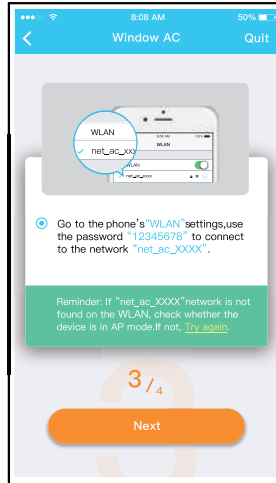 8:08 AM
50%
Window AC
Quit
WLAN
net_ac_xxx
WLAN
WLAN
net_ac_xxxx
Go to the phone's“WLAN”settings,use
the password “12345678” to connect
to the network “net_ac_XXXX”.
Reminder: If “net_ac_XXXX”network is not
found on the WLAN, check whether the
device is in AP mode.If not, Try again.
3/4
Next